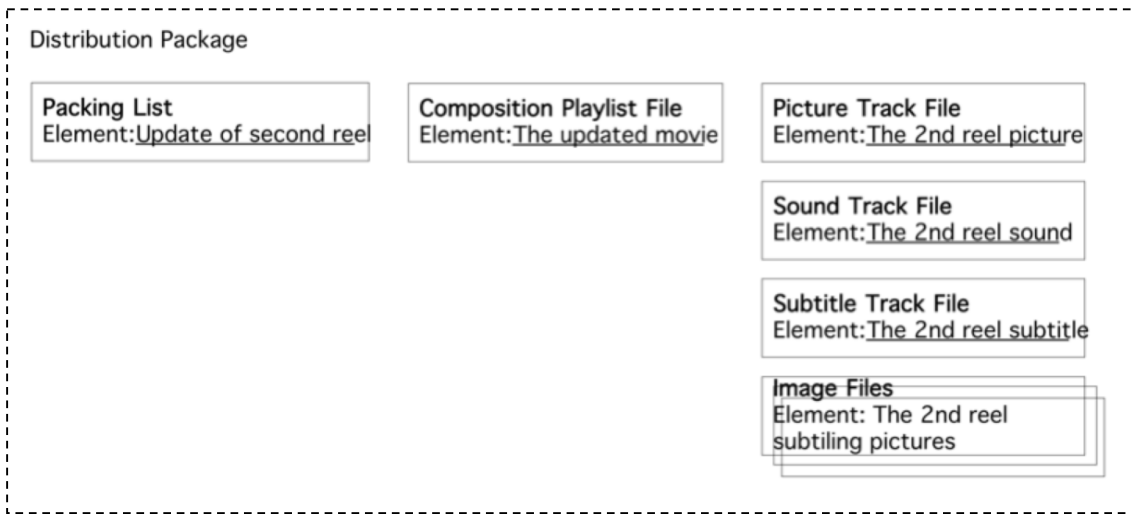 Distribution Package
Packing List
Element:Update of second reel
Composition Playlist File
Element:The updated movie
Picture Track File
Element:The 2nd reel picture
Sound Track File
Element:The 2nd reel sound
Subtitle Track File
Element:The 2nd reel subtitle
Image Files
Element: The 2nd reel
subtiling pictures